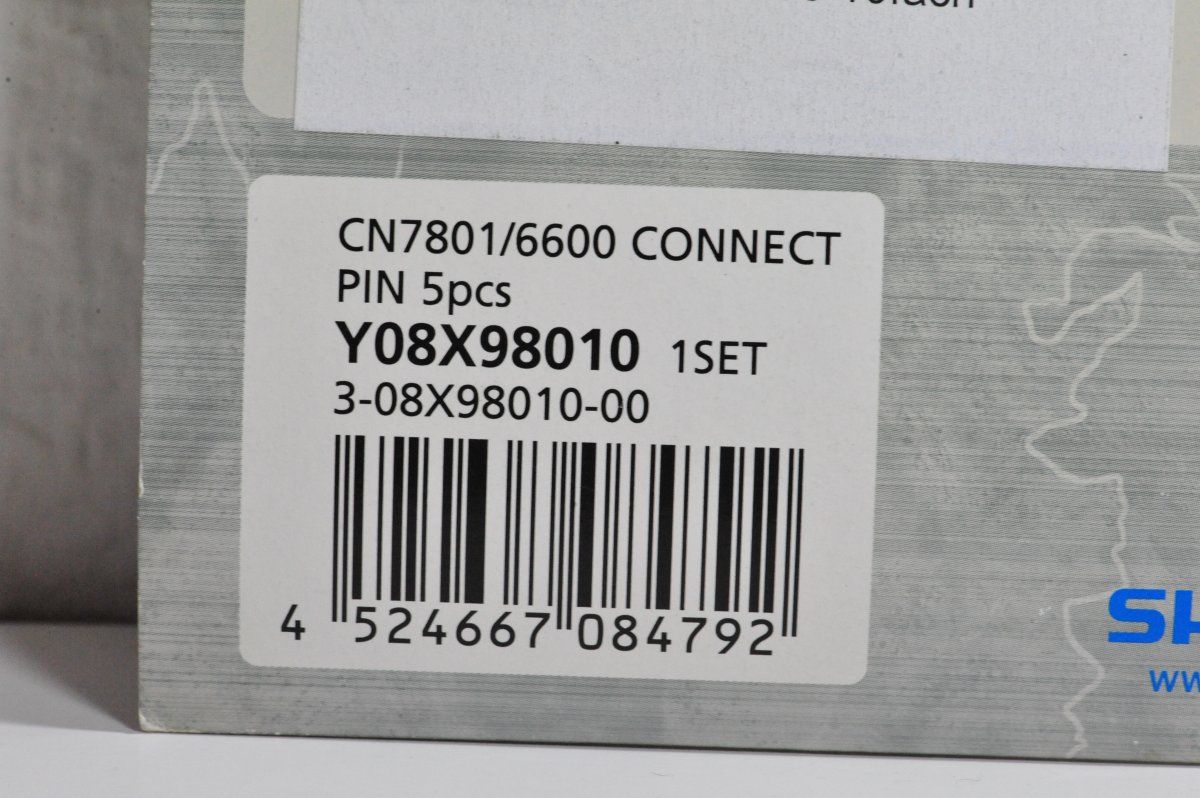 CN7801/6600 CONNECT
PIN 5pcs
Y08X98010 1SET
3-08X98010-00
4 524667 084792